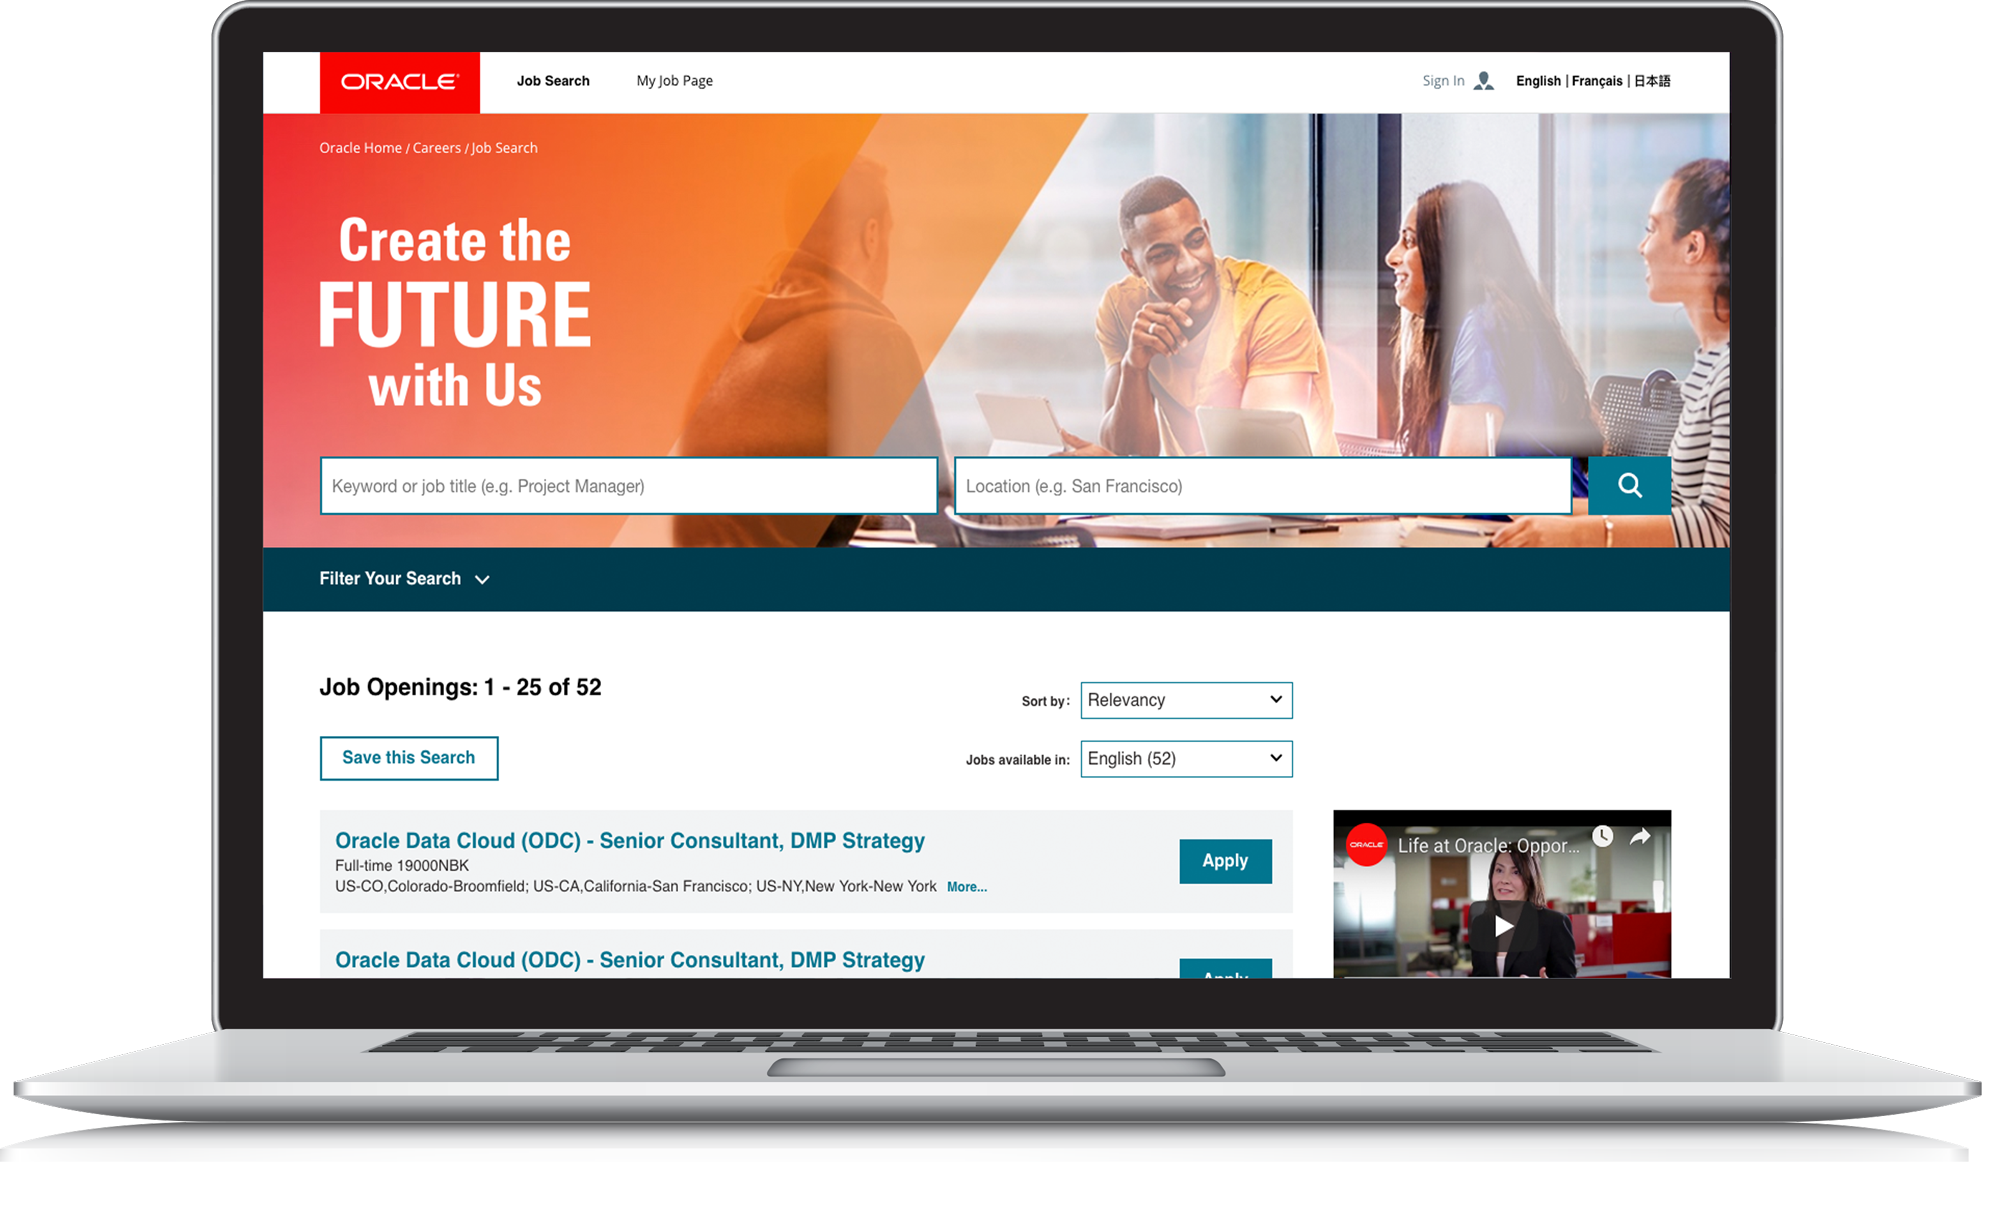 ORACLE
Job Search
My Job Page
Sign In
English | Français | 日本語
Oracle Home / Careers / Job Search
Create the
FUTURE
with Us
Keyword or job title (e.g. Project Manager)
Location (e.g. San Francisco)
Filter Your Search
Job Openings: 1 - 25 of 52
Sort by:
Relevancy
Save this Search
Jobs available in:
English (52)
Oracle Data Cloud (ODC) - Senior Consultant, DMP Strategy
Full-time 19000NBK
US-CO,Colorado-Broomfield; US-CA,California-San Francisco; US-NY,New York-New York More...
Apply
ORACLE
Life at Oracle: Oppor...
Oracle Data Cloud (ODC) - Senior Consultant, DMP Strategy
Apply